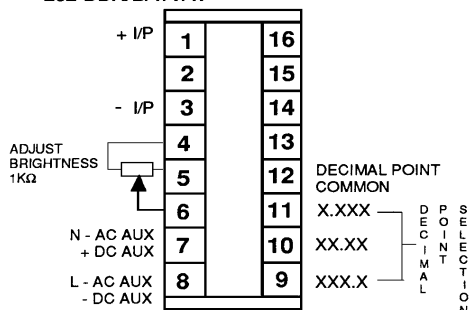 + I/P
1
16
2
15
- I/P
3
14
4
13
ADJUST
BRIGHTNESS
1KΩ
5
12
DECIMAL POINT
COMMON
6
11
X.XXX
N - AC AUX
+ DC AUX
7
10
XX.XX
L - AC AUX
- DC AUX
8
9
XXX.X
DECIMAL
POINT
SELECTION